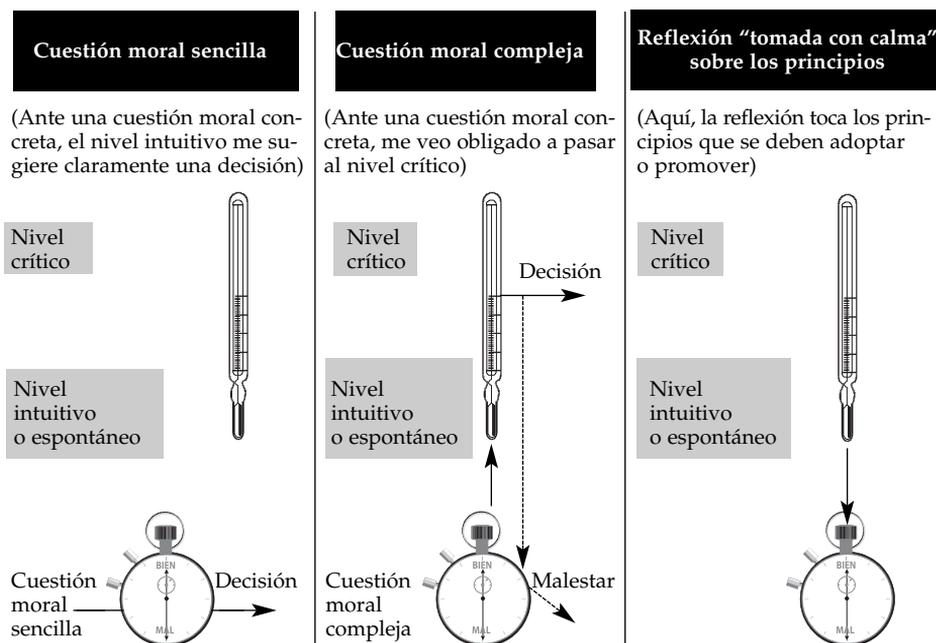 Cuestión moral sencilla
(Ante una cuestión moral con-
creta, el nivel intuitivo me su-
giere claramente una decisión)
Nivel
crítico
Nivel
intuitivo
o espontáneo
BIEN
MAL
Cuestión
moral
sencilla
Decisión
Cuestión moral compleja
(Ante una cuestión moral con-
creta, me veo obligado a pasar
al nivel crítico)
Nivel
crítico
Decisión
Nivel
intuitivo
o espontáneo
BIEN
MAL
Cuestión
moral
compleja
Malestar
Reflexión “tomada con calma”
sobre los principios
(Aquí, la reflexión toca los prin-
cipios que se deben adoptar
o promover)
Nivel
crítico
Nivel
intuitivo
o espontáneo
BIEN
MAL